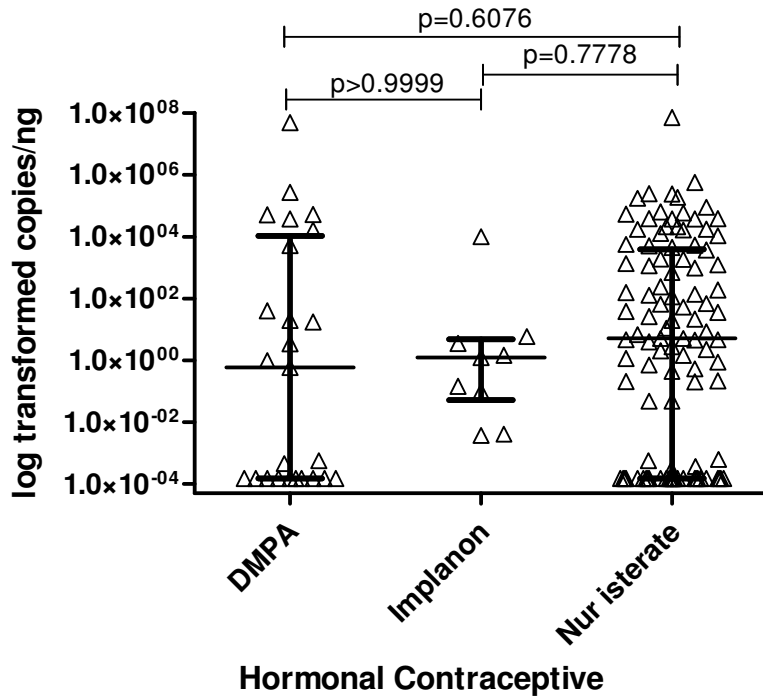 p=0.6076
p=0.7778
p>0.9999
log transformed copies/ng
1.0×10⁰⁸
1.0×10⁰⁶
1.0×10⁰⁴
1.0×10⁰²
1.0×10⁰⁰
1.0×10⁻⁰²
1.0×10⁻⁰⁴
DMPA
Implanon
Nur isterate
Hormonal Contraceptive